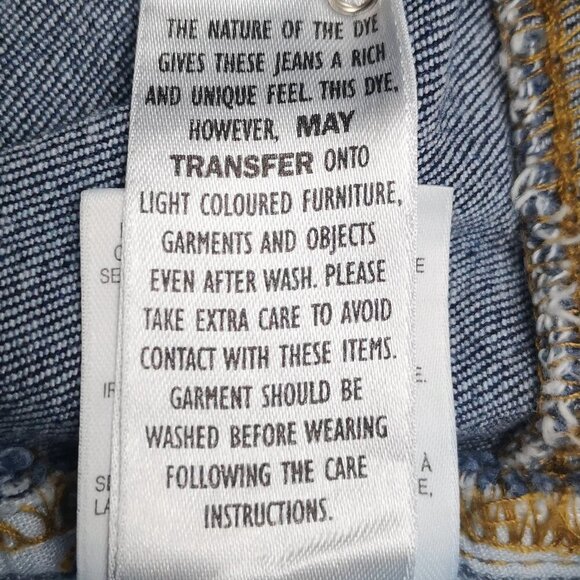 THE NATURE OF THE DYE
GIVES THESE JEANS A RICH
AND UNIQUE FEEL. THIS DYE,
HOWEVER, MAY
TRANSFER ONTO
LIGHT COLOURED FURNITURE,
GARMENTS AND OBJECTS
EVEN AFTER WASH. PLEASE
TAKE EXTRA CARE TO AVOID
CONTACT WITH THESE ITEMS.
GARMENT SHOULD BE
WASHED BEFORE WEARING
FOLLOWING THE CARE
INSTRUCTIONS.